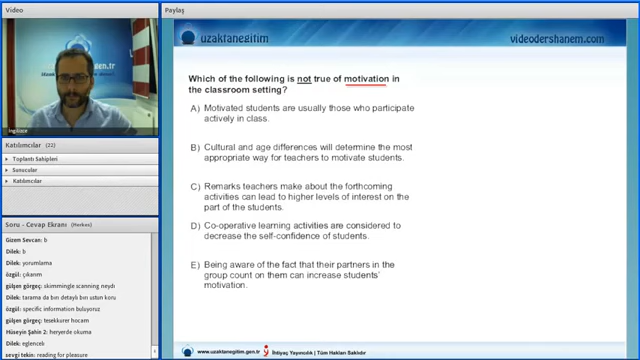 Video
Paylaş
İngilizce
Katılımcılar (22)
Toplantı Sahipleri
Sunucular
Katılımcılar
Soru - Cevap Ekranı (Herkes)
Gizem Sevcan: b
Dilek: b
Dilek: yorumlama
özgül: çıkarım
gülşen görgeç: skimmingle scanning neydı
Dilek: tarama da bırı detaylı bırı ustun koru
özgül: specific information buluyoruz
gülşen görgeç: tesekkurer hocam
Hüseyin Şahin 2: heryerde okuma
Dilek: eglenceb
sevgi tekin: reading for pleasure
uzaktanegitim
videodershanem.com
Which of the following is not true of motivation in
the classroom setting?
A) Motivated students are usually those who participate
actively in class.
B) Cultural and age differences will determine the most
appropriate way for teachers to motivate students.
C) Remarks teachers make about the forthcoming
activities can lead to higher levels of interest on the
part of the students.
D) Co-operative learning activities are considered to
decrease the self-confidence of students.
E) Being aware of the fact that their partners in the
group count on them can increase students'
motivation.
www.uzaktanegitim.gen.tr
İhtiyaç Yayıncılık | Tüm Hakları Saklıdır